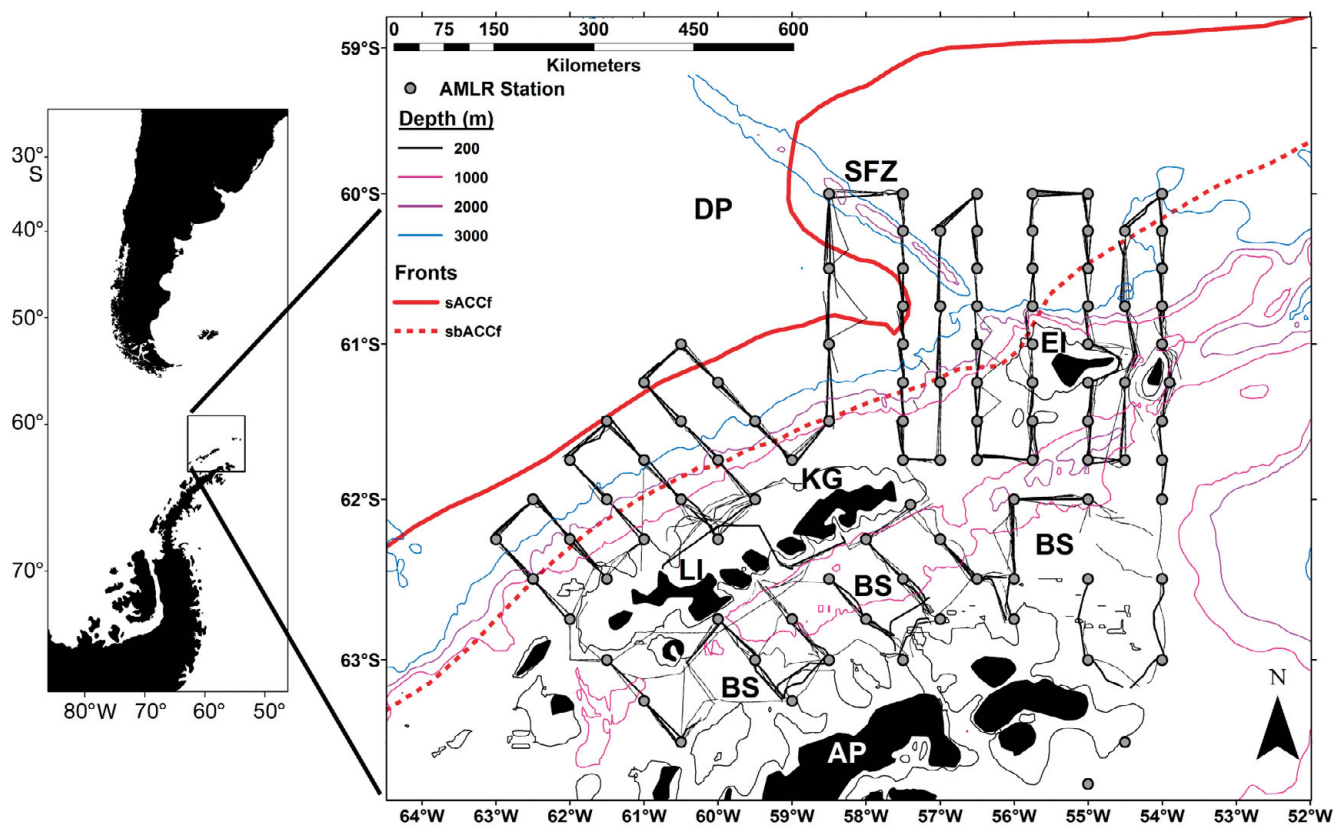 0 75 150 300 450 600
Kilometers
AMLR Station
Depth (m)
200
1000
2000
3000
Fronts
sACCf
sbACCf
DP
SFZ
EI
KG
LI
BS
BS
BS
AP
N
59°S
60°S
61°S
62°S
63°S
64°W 63°W 62°W 61°W 60°W 59°W 58°W 57°W 56°W 55°W 54°W 53°W 52°W
30°
S
40°
50°
60°
70°
80°W 70° 60° 50°